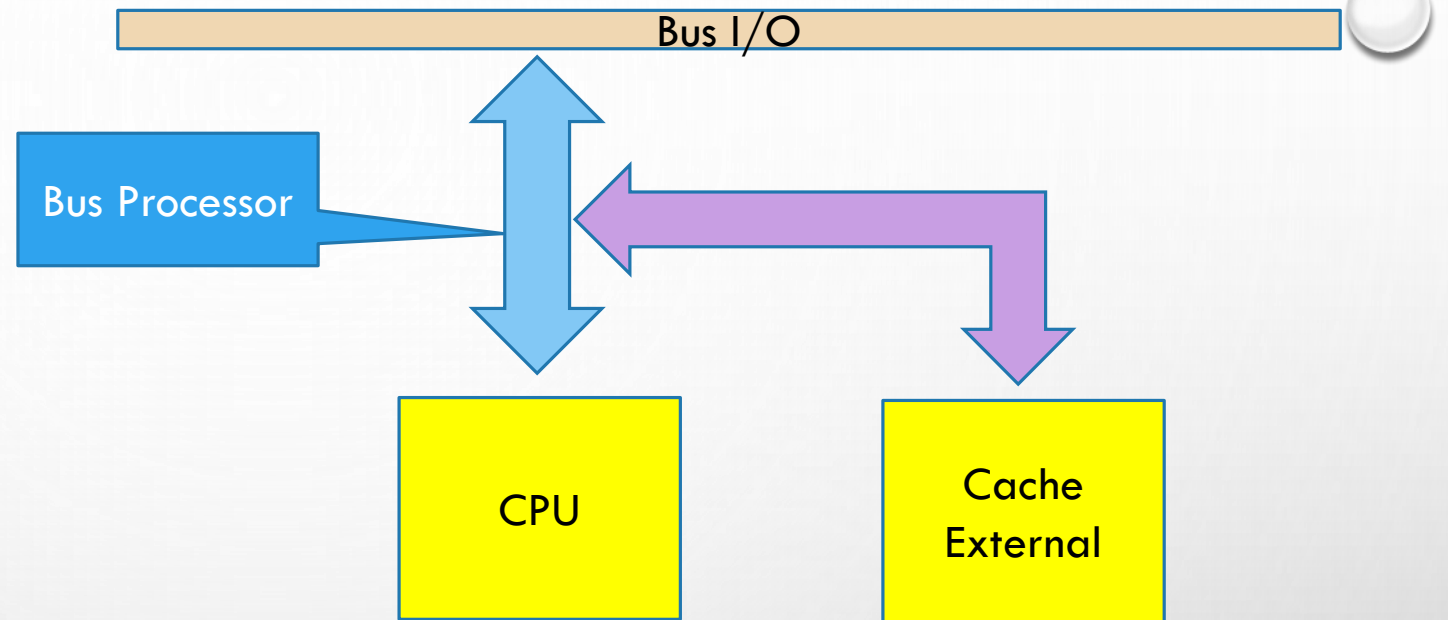 Bus I/O
Bus Processor
CPU
Cache
External